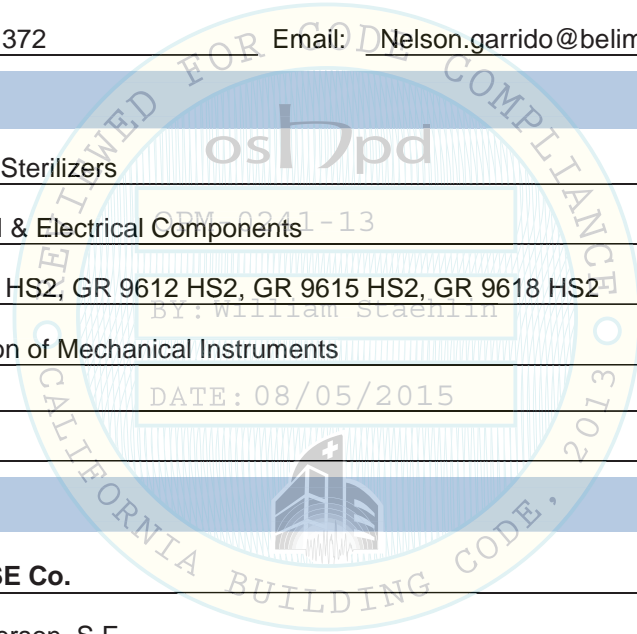 372 Email: Nelson.garrido@belim
REVIEWED FOR CODE COMPLIANCE
oshpd
Sterilizers
OPM-0241-13
& Electrical Components
HS2, GR 9612 HS2, GR 9615 HS2, GR 9618 HS2
BY: William Staehlin
on of Mechanical Instruments
DATE: 08/05/2015
CALIFORNIA BUILDING CODE, 2013
SE Co.
erson, S.E.